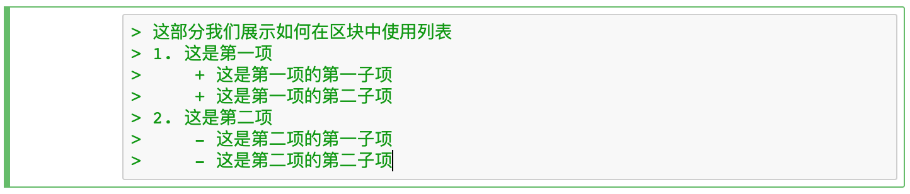 > 这部分我们展示如何在区块中使用列表
> 1. 这是第一项
>     + 这是第一项的第一子项
>     + 这是第一项的第二子项
> 2. 这是第二项
>     - 这是第二项的第一子项
>     - 这是第二项的第二子项